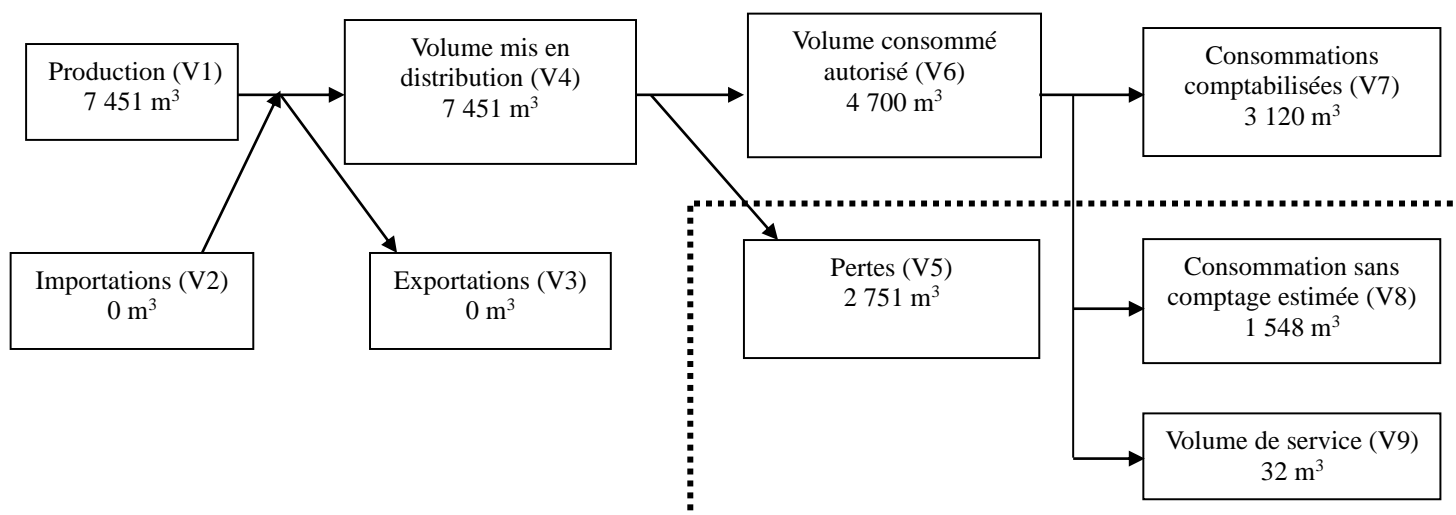 Production (V1)
7 451 m³
Volume mis en
distribution (V4)
7 451 m³
Volume consommé
autorisé (V6)
4 700 m³
Consommations
comptabilisées (V7)
3 120 m³
Importations (V2)
0 m³
Exportations (V3)
0 m³
Pertes (V5)
2 751 m³
Consommation sans
comptage estimée (V8)
1 548 m³
Volume de service (V9)
32 m³